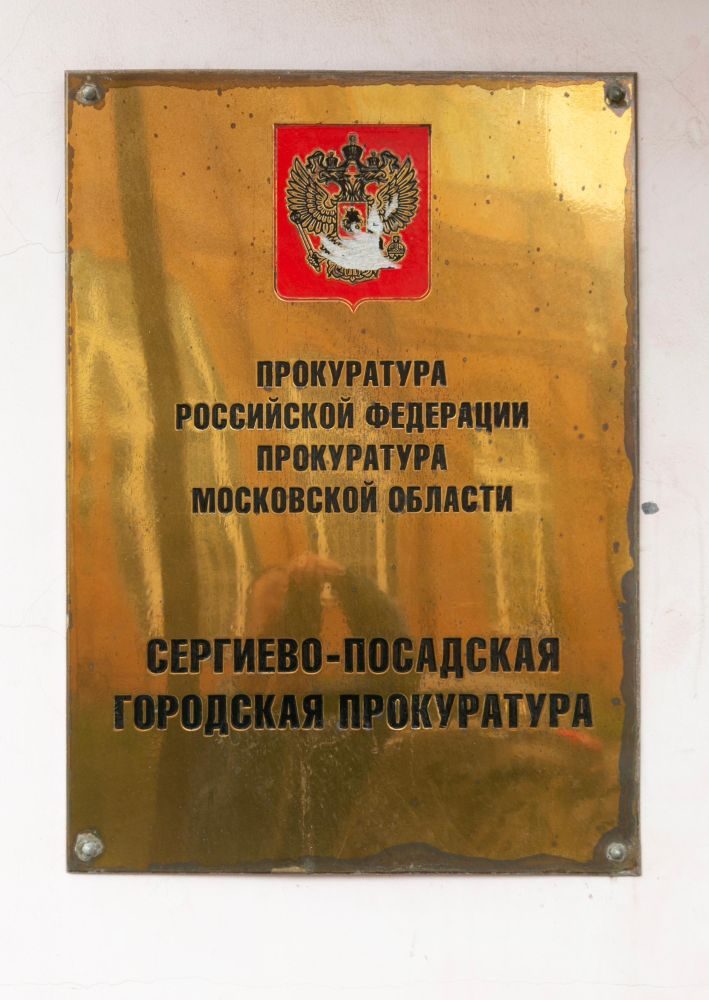 ПРОКУРАТУРА
РОССИЙСКОЙ ФЕДЕРАЦИИ
ПРОКУРАТУРА
МОСКОВСКОЙ ОБЛАСТИ
СЕРГИЕВО-ПОСАДСКАЯ
ГОРОДСКАЯ ПРОКУРАТУРА